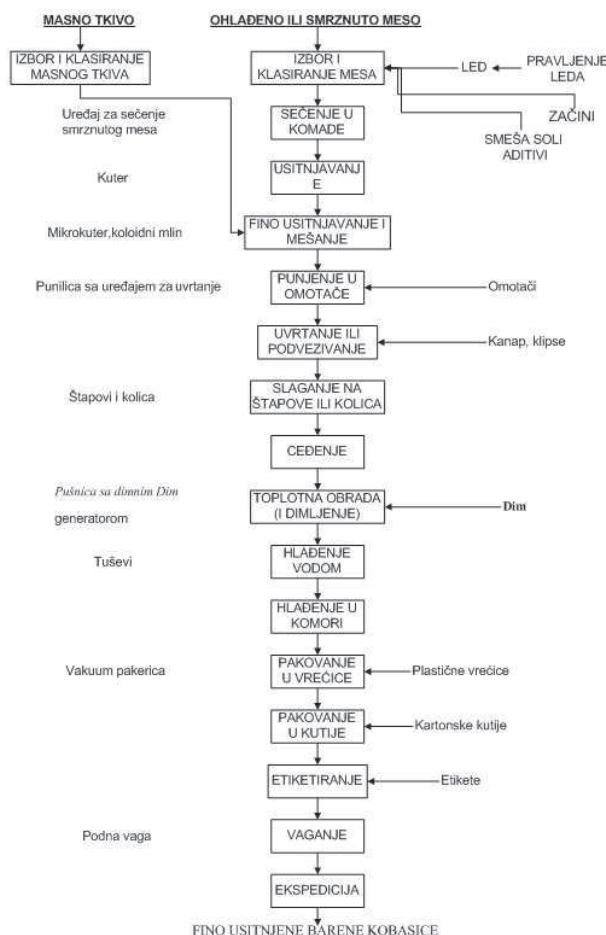 MASNO TKIVO
OHLAĐENO ILI SMRZNUTO MESO
IZBOR I KLASIRANJE
MASNOG TKIVA
IZBOR I
KLASIRANJE MESA
LED
PRAVLJENJE
LEDA
ZAČINI
SMEŠA SOLI
ADITIVI
Uređaj za sečenje
smrznutog mesa
SEČENJE U
KOMADE
Kuter
USITNJAVANJ
E
Mikrokuter,koloidni mlin
FINO USITNJAVANJE I
MEŠANJE
Punilica sa uređajem za uvrtanje
PUNJENJE U
OMOTAČE
Omotači
UVRTANJE ILI
PODVEZIVANJE
Kanap, klipse
Štapovi i kolica
SLAGANJE NA
ŠTAPOVE ILI KOLICA
CEĐENJE
Pušnica sa dimnim Dim
generatorom
TOPLOTNA OBRADA
(I DIMLJENJE)
Dim
Tuševi
HLAĐENJE
VODOM
HLAĐENJE U
KOMORI
Vakuum pakerica
PAKOVANJE
U VREĆICE
Plastične vrećice
PAKOVANJE
U KUTIJE
Kartonske kutije
ETIKETIRANJE
Etikete
Podna vaga
VAGANJE
EKSPEDICIJA
FINO USITNJENE BARENE KOBASICE